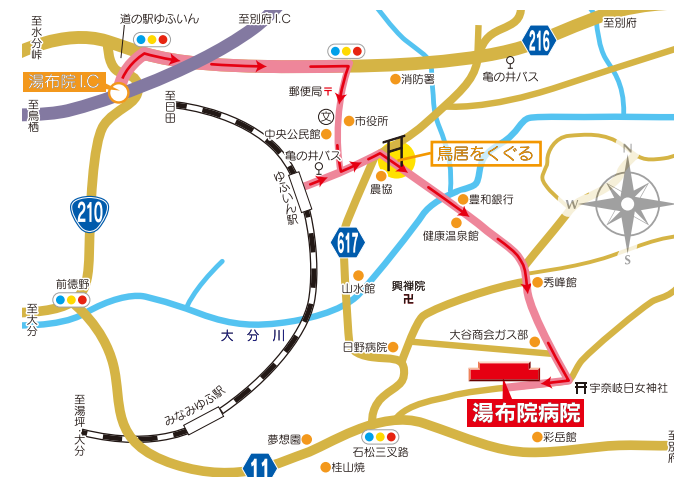 道の駅ゆふいん
至別府I.C
至別府
至水分峠
216
亀の井バス
消防署
湯布院 I.C
郵便局〒
至鳥栖
至日田
文
市役所
中央公民館
亀の井バス
鳥居をくぐる
ゆふいん駅
農協
豊和銀行
N
W
E
S
210
617
健康温泉館
前徳野
山水館
興禅院
卍
秀峰館
至大分
大分川
大谷商会ガス部
日野病院
宇奈岐日女神社
湯布院病院
至湯坪・大分
みなみゆふ駅
夢想園
石松三叉路
彩岳館
至別府
11
桂山焼